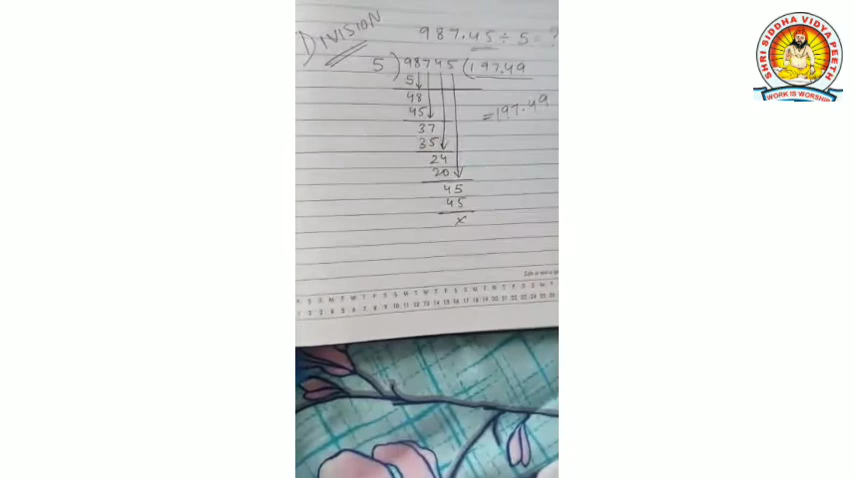 DIVISION
987.45 ÷ 5 = ?
5 ) 98745 ( 197.49
5
48
45
37
35
24
20
45
45
x
= 197.49
SHRI SIDDHA VIDYA PEETH
WORK IS WORSHIP